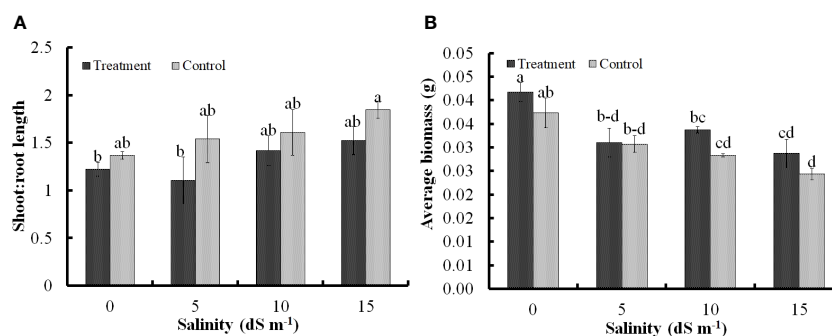 A
Shoot:root length
2.5
2
1.5
1
0.5
0
Treatment Control
b ab b ab ab ab ab a
0 5 10 15
Salinity (dS m-1)
B
Average biomass (g)
0.05
0.05
0.04
0.04
0.03
0.03
0.02
0.02
0.01
0.01
0.00
Treatment Control
a ab b-d b-d bc cd cd d
0 5 10 15
Salinity (dS m-1)